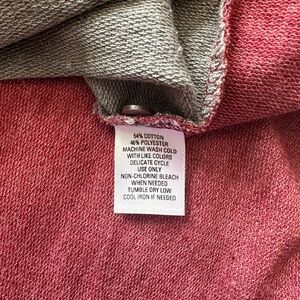 54% COTTON
46% POLYESTER
MACHINE WASH COLD
WITH LIKE COLORS
DELICATE CYCLE
USE ONLY
NON-CHLORINE BLEACH
WHEN NEEDED
TUMBLE DRY LOW
COOL IRON IF NEEDED